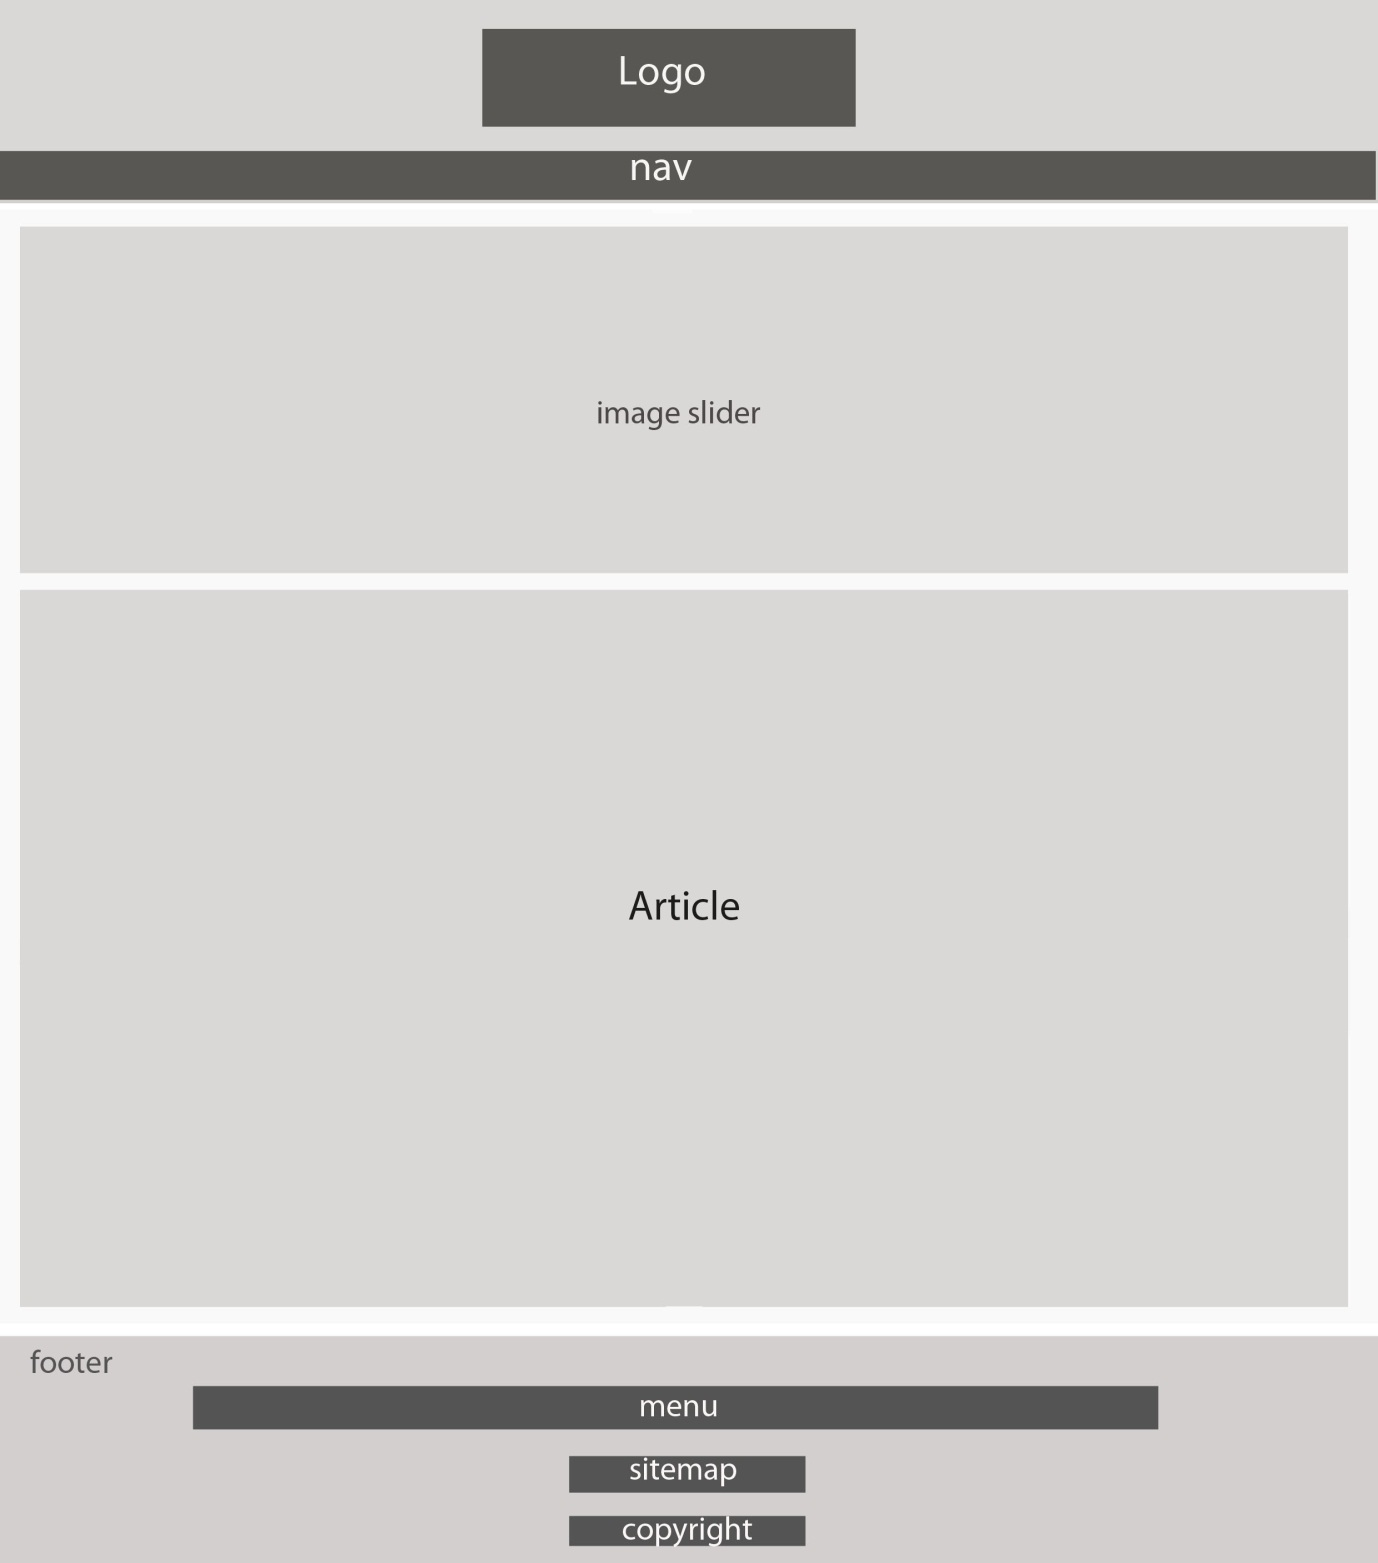 Logo
nav
image slider
Article
footer
menu
sitemap
copyright